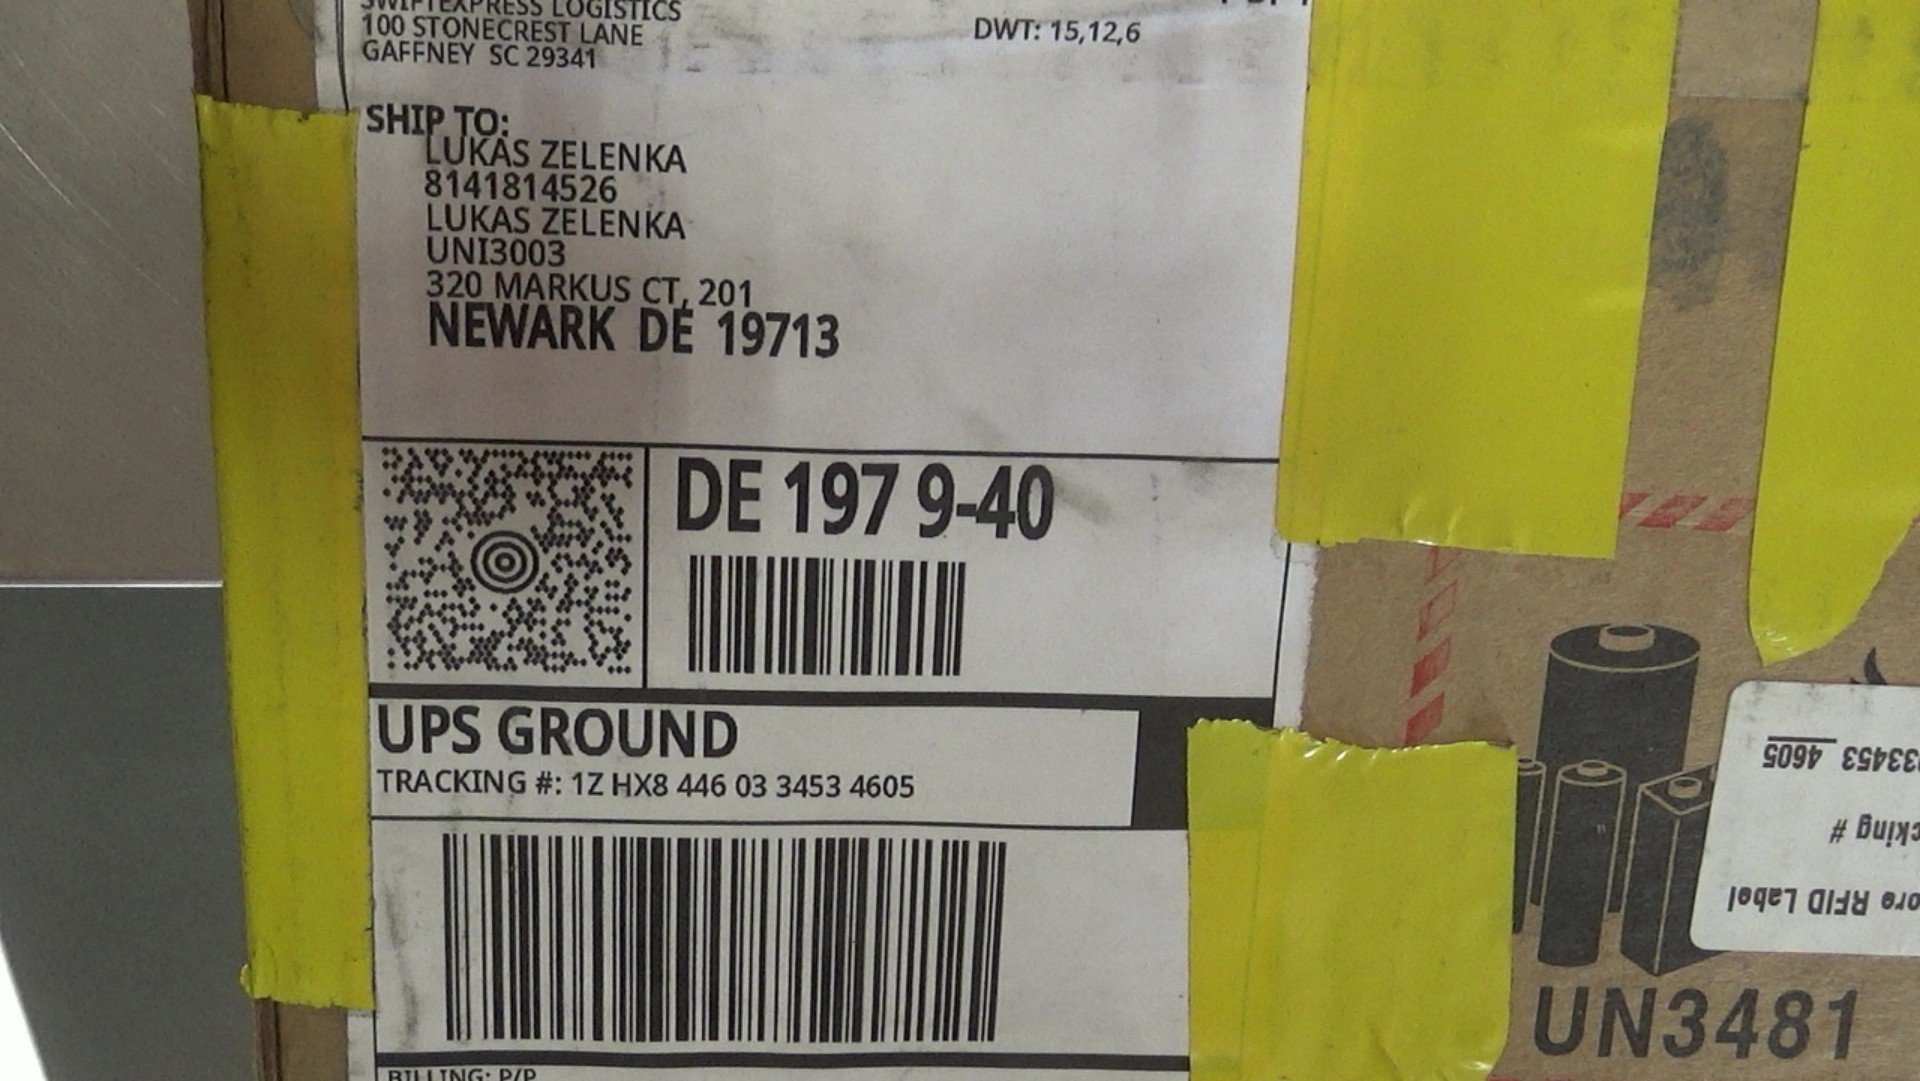 SWIFTEXPRESS LOGISTICS
100 STONECREST LANE
GAFFNEY SC 29341
DWT: 15,12,6
SHIP TO:
LUKAS ZELENKA
8141814526
LUKAS ZELENKA
UNI3003
320 MARKUS CT, 201
NEWARK DE 19713
DE 197 9-40
UPS GROUND
TRACKING #: 1Z HX8 446 03 3453 4605
BILLING: P/P
33453 4605
cking #
ore RFID Label
UN3481